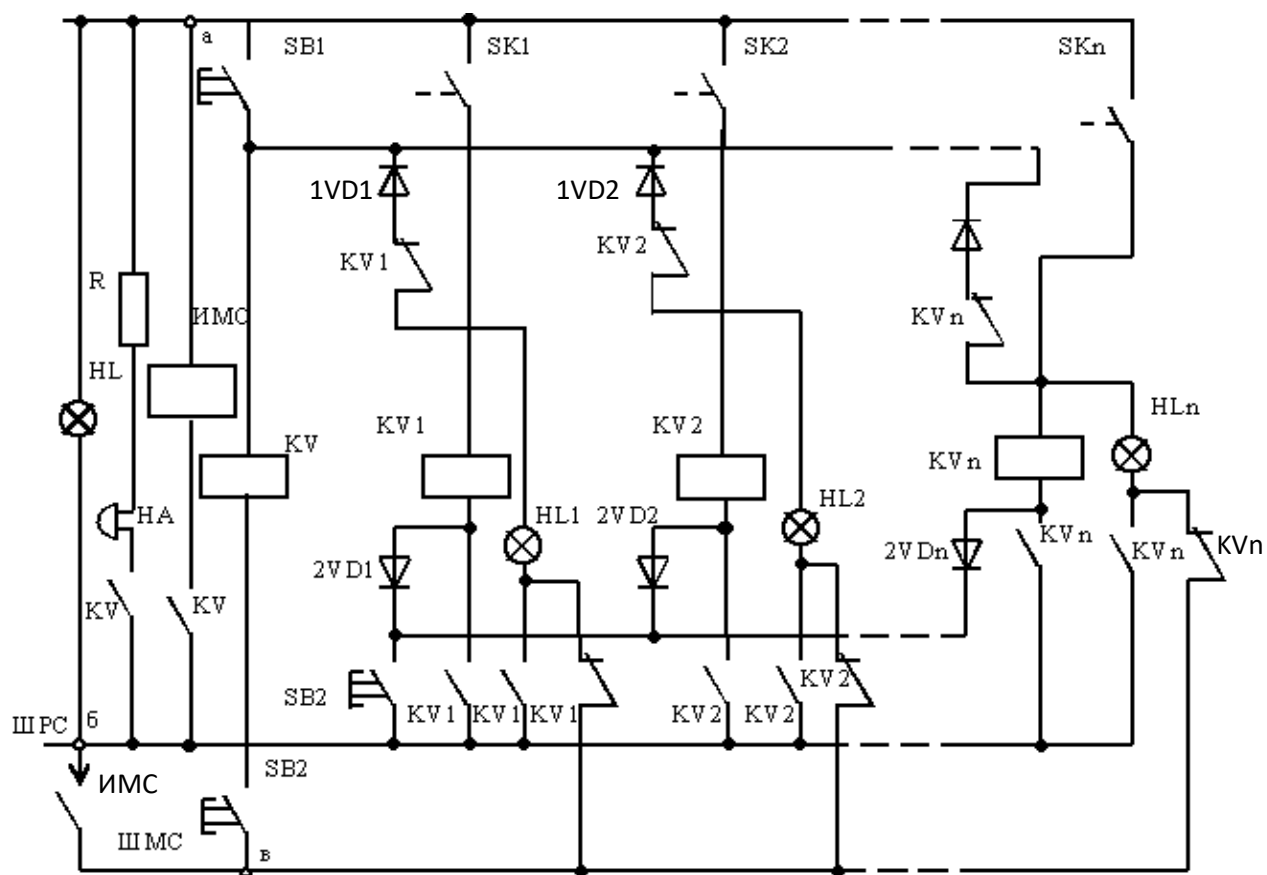 а
SB1
SK1
SK2
SKn
1VD1
1VD2
KV1
KV2
R
ИМС
KVn
HL
KV
KV1
KV2
HLn
KVn
HA
HL1
2VD2
HL2
2VD1
2VDn
KVn
KVn
KVn
KV
KV
SB2
KV1
KV1
KV1
KV2
KV2
KV2
ШРС
б
ИМС
SB2
ШМС
в